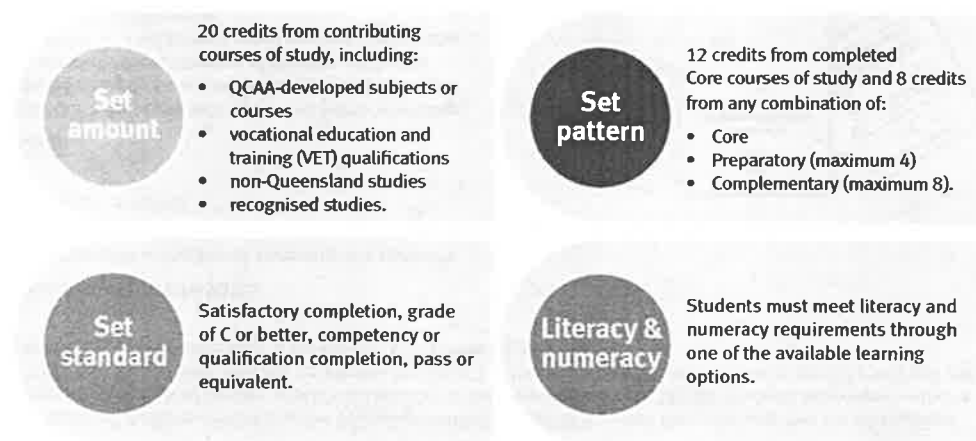 Set
amount
20 credits from contributing
courses of study, including:
• QCAA-developed subjects or
courses
• vocational education and
training (VET) qualifications
• non-Queensland studies
• recognised studies.
Set
pattern
12 credits from completed
Core courses of study and 8 credits
from any combination of:
• Core
• Preparatory (maximum 4)
• Complementary (maximum 8).
Set
standard
Satisfactory completion, grade
of C or better, competency or
qualification completion, pass or
equivalent.
Literacy &
numeracy
Students must meet literacy and
numeracy requirements through
one of the available learning
options.